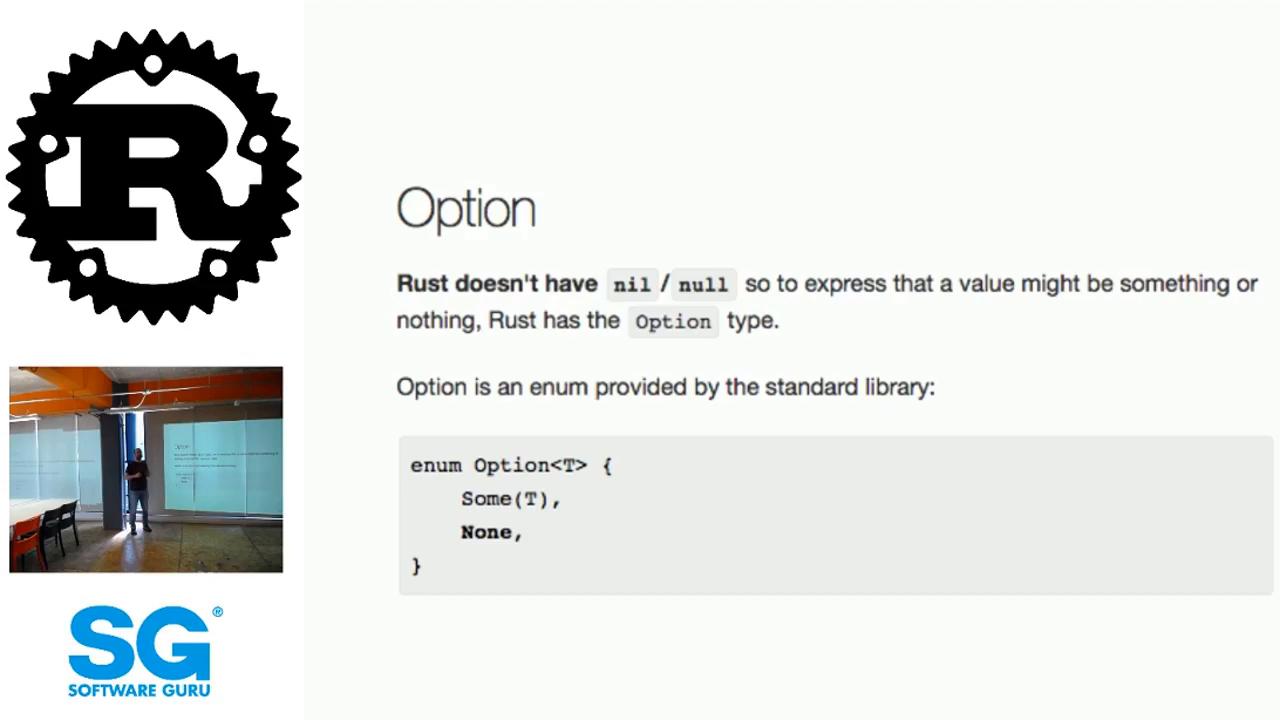 R
Option
Rust doesn't have nil / null so to express that a value might be something or
nothing, Rust has the Option type.
Option is an enum provided by the standard library:
enum Option<T> {
    Some(T),
    None,
}
SG®
SOFTWARE GURU